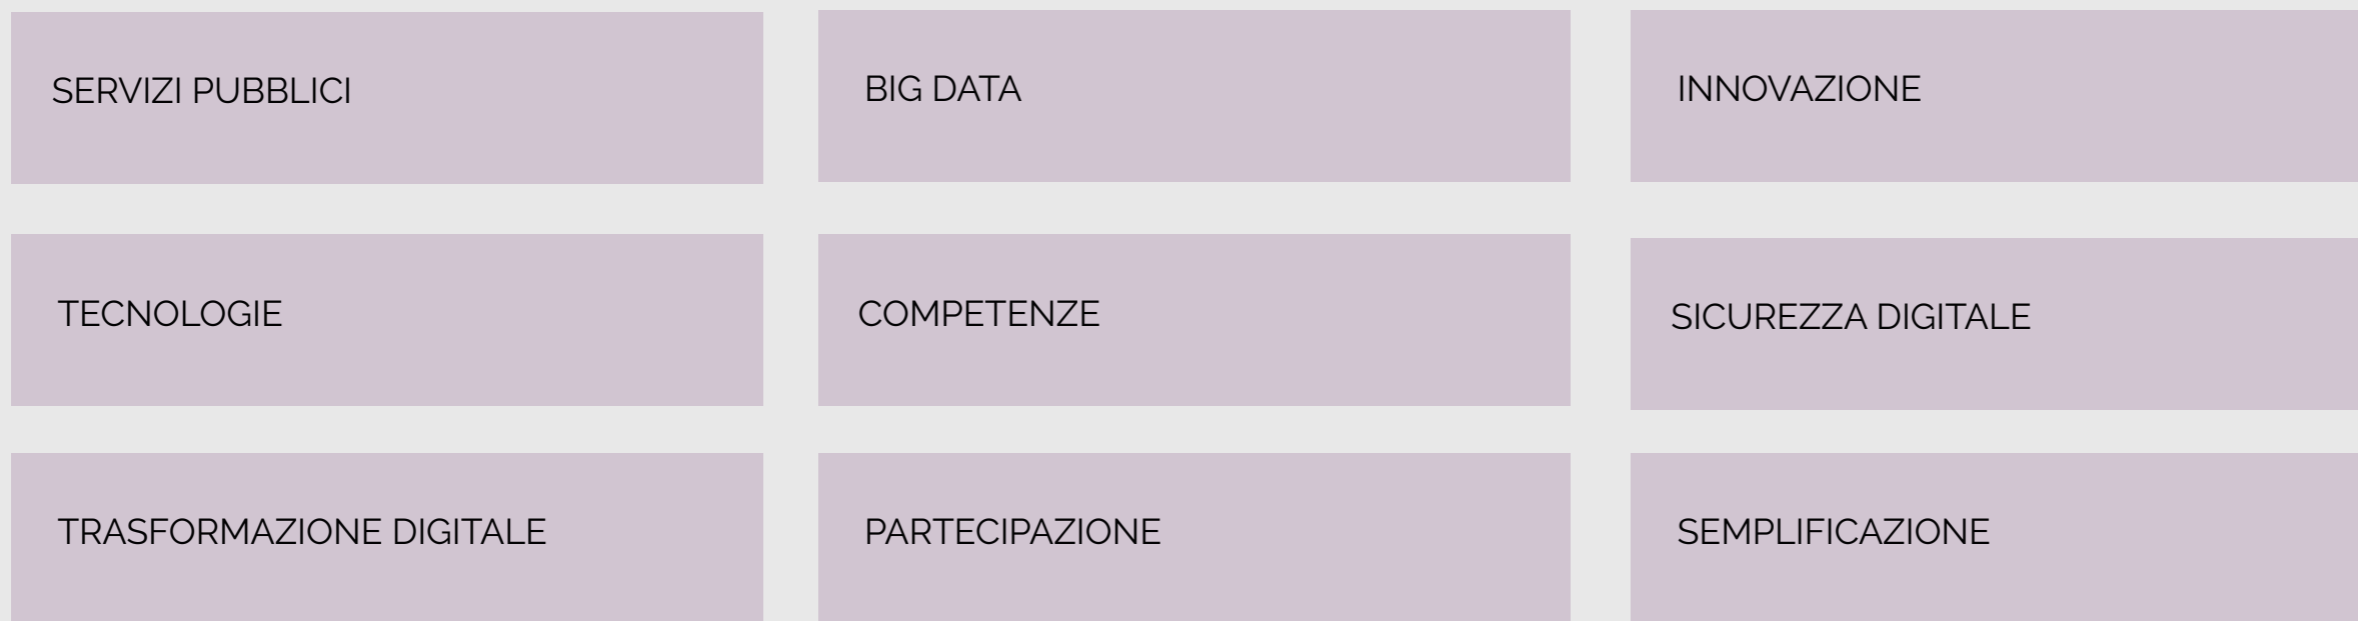 SERVIZI PUBBLICI
BIG DATA
INNOVAZIONE
TECNOLOGIE
COMPETENZE
SICUREZZA DIGITALE
TRASFORMAZIONE DIGITALE
PARTECIPAZIONE
SEMPLIFICAZIONE